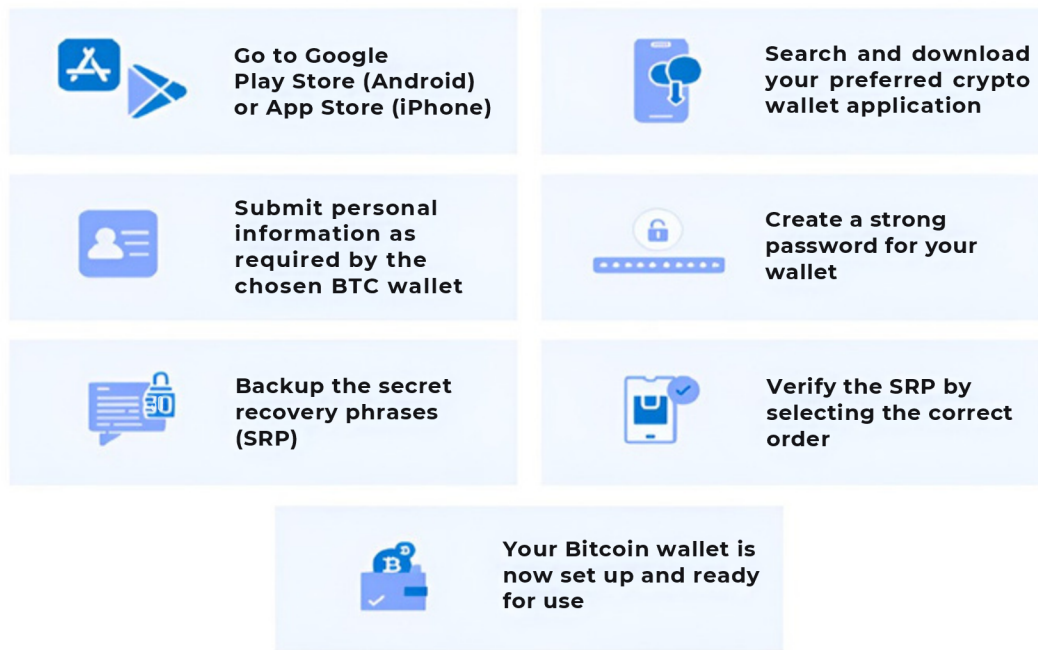 Go to Google
Play Store (Android)
or App Store (iPhone)
Search and download
your preferred crypto
wallet application
Submit personal
information as
required by the
chosen BTC wallet
Create a strong
password for your
wallet
Backup the secret
recovery phrases
(SRP)
Verify the SRP by
selecting the correct
order
Your Bitcoin wallet is
now set up and ready
for use